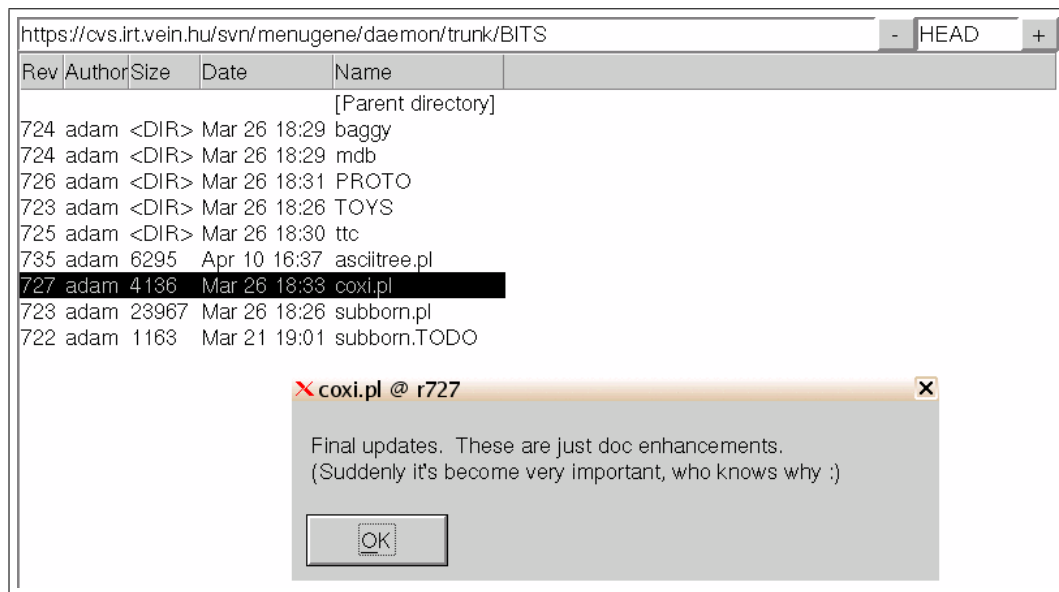 https://cvs.irt.vein.hu/svn/menugene/daemon/trunk/BITS - HEAD +
Rev Author Size Date Name
[Parent directory]
724 adam <DIR> Mar 26 18:29 baggy
724 adam <DIR> Mar 26 18:29 mdb
726 adam <DIR> Mar 26 18:31 PROTO
723 adam <DIR> Mar 26 18:26 TOYS
725 adam <DIR> Mar 26 18:30 ttc
735 adam 6295 Apr 10 16:37 asciitree.pl
727 adam 4136 Mar 26 18:33 coxi.pl
723 adam 23967 Mar 26 18:26 subborn.pl
722 adam 1163 Mar 21 19:01 subborn.TODO
coxi.pl @ r727
Final updates. These are just doc enhancements.
(Suddenly it's become very important, who knows why :)
OK